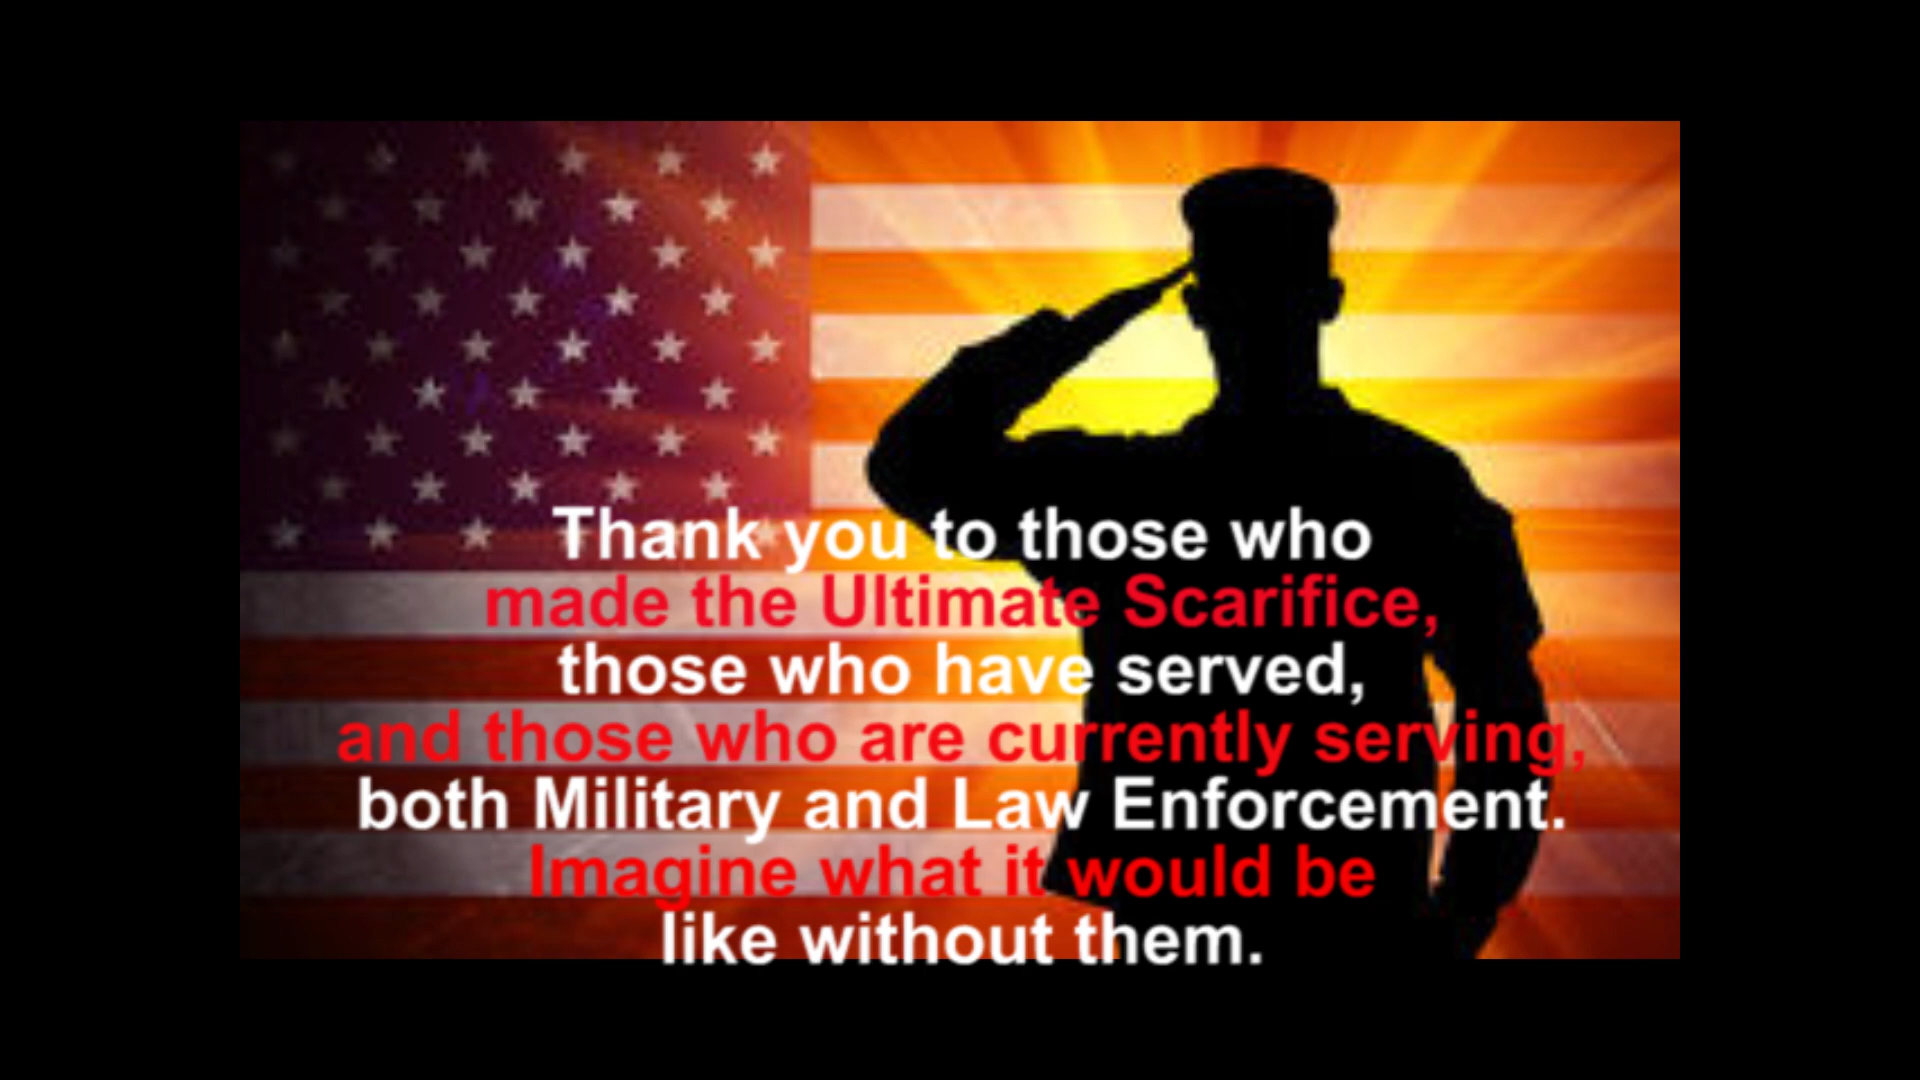 Thank you to those who
made the Ultimate Scarifice,
those who have served,
and those who are currently serving,
both Military and Law Enforcement.
Imagine what it would be
like without them.